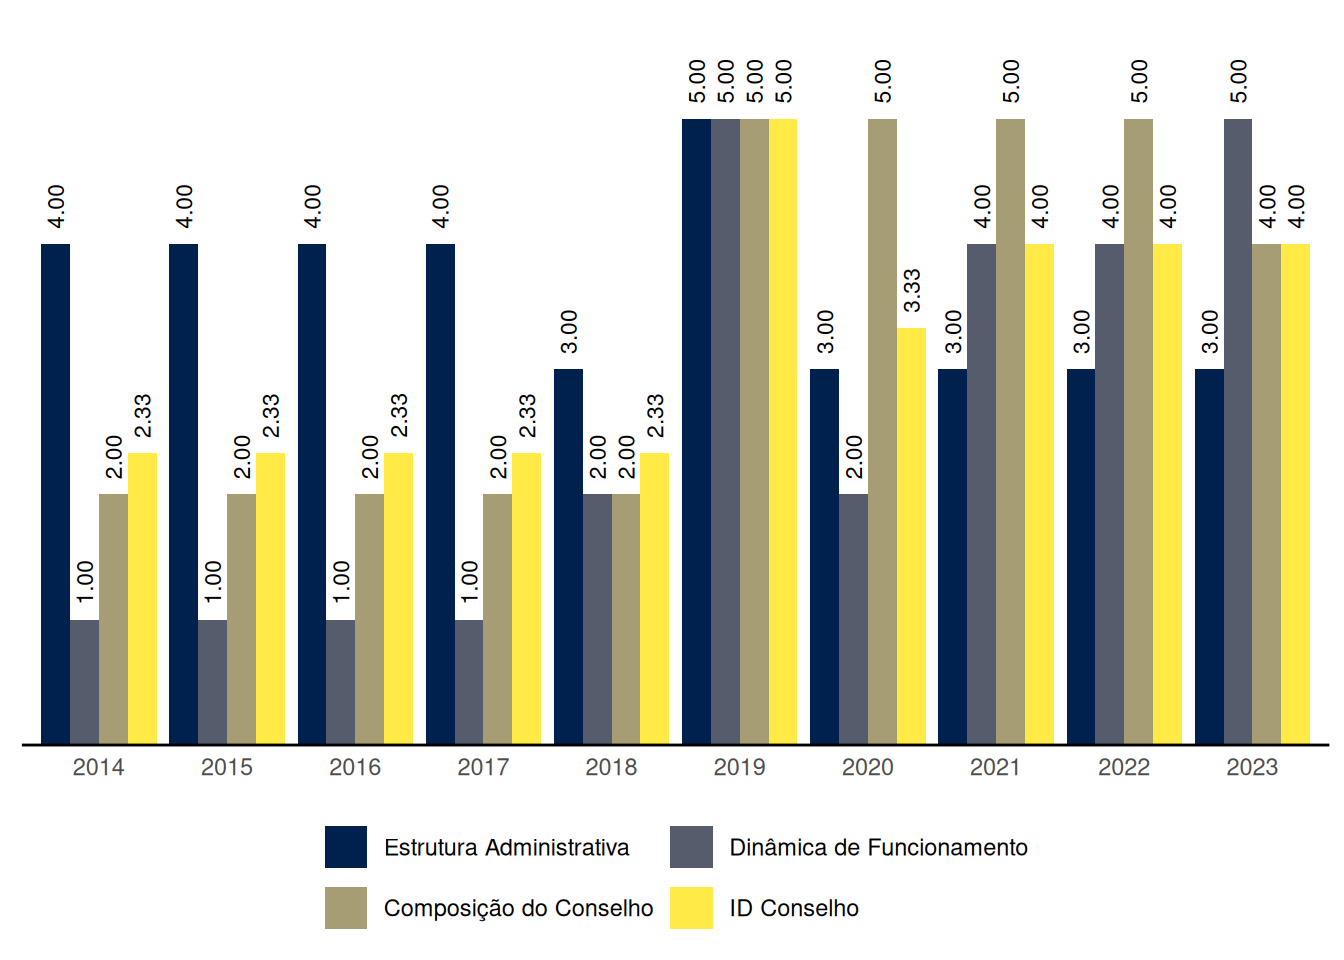 5.00 5.00 5.00 5.00 5.00 5.00 5.00 5.00
4.00 4.00 4.00 4.00 4.00 4.00 4.00 4.00 4.00 4.00
3.33
3.00 3.00 3.00 3.00 3.00
2.33 2.33 2.33 2.33 2.33
2.00 2.00 2.00 2.00 2.00 2.00 2.00
1.00 1.00 1.00 1.00
2014 2015 2016 2017 2018 2019 2020 2021 2022 2023
Estrutura Administrativa Dinâmica de Funcionamento
Composição do Conselho ID Conselho